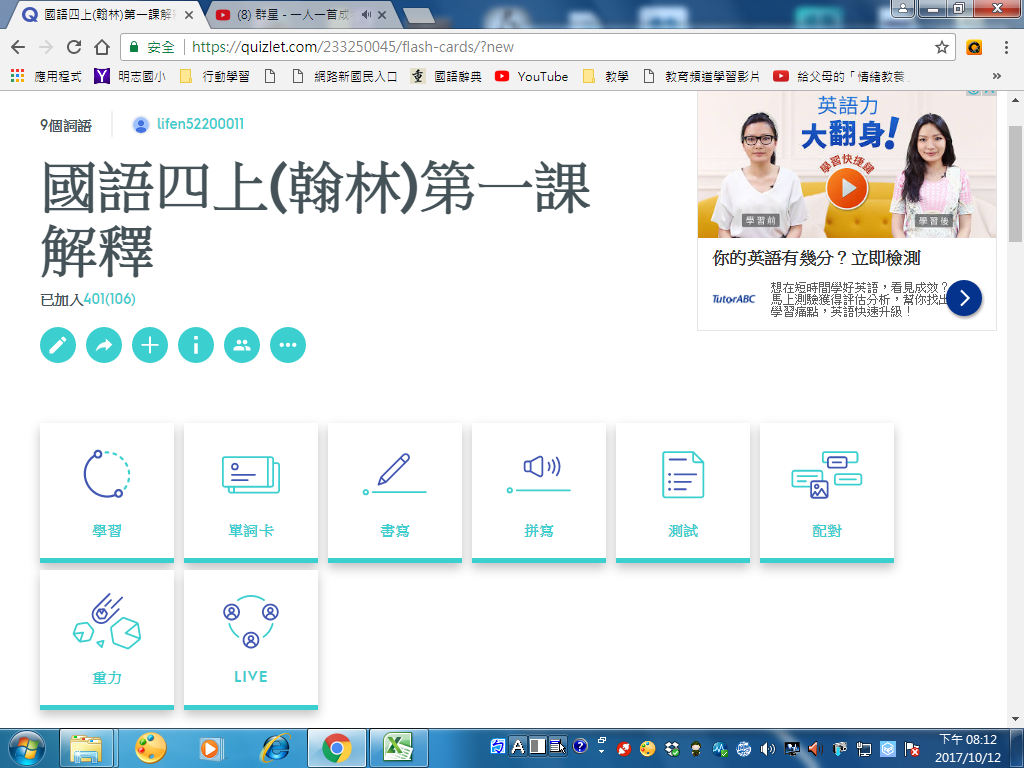 國語四上(翰林)第一課解釋
(8) 群星 - 一人一首成
安全
https://quizlet.com/233250045/flash-cards/?new
應用程式
明志國小
行動學習
網路新國民入口
國語辭典
YouTube
教學
教育頻道學習影片
給父母的「情緒教養
»
9個詞語
lifen52200011
國語四上(翰林)第一課
解釋
已加入401(106)
英語力
大翻身!
學習快捷鍵
學習前
學習後
你的英語有幾分？立即檢測
TutorABC
想在短時間學好英語，看見成效？
馬上測驗獲得評估分析，幫你找出
學習痛點，英語快速升級！
學習
單詞卡
書寫
拼寫
測試
配對
重力
LIVE
A
下午 08:12
2017/10/12